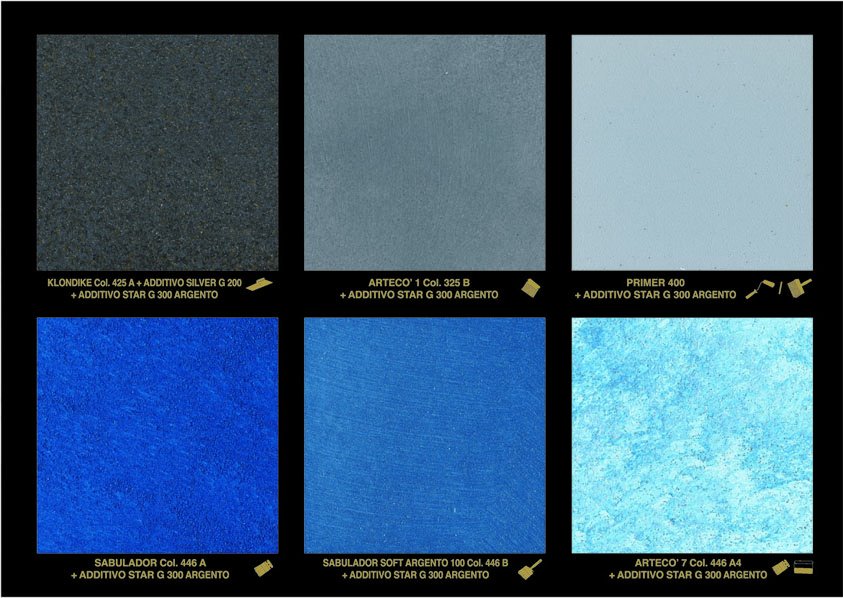 KLONDIKE Col. 425 A + ADDITIVO SILVER G 200
+ ADDITIVO STAR G 300 ARGENTO
ARTECO' 1 Col. 325 B
+ ADDITIVO STAR G 300 ARGENTO
PRIMER 400
+ ADDITIVO STAR G 300 ARGENTO
SABULADOR Col. 446 A
+ ADDITIVO STAR G 300 ARGENTO
SABULADOR SOFT ARGENTO 100 Col. 446 B
+ ADDITIVO STAR G 300 ARGENTO
ARTECO' 7 Col. 446 A4
+ ADDITIVO STAR G 300 ARGENTO